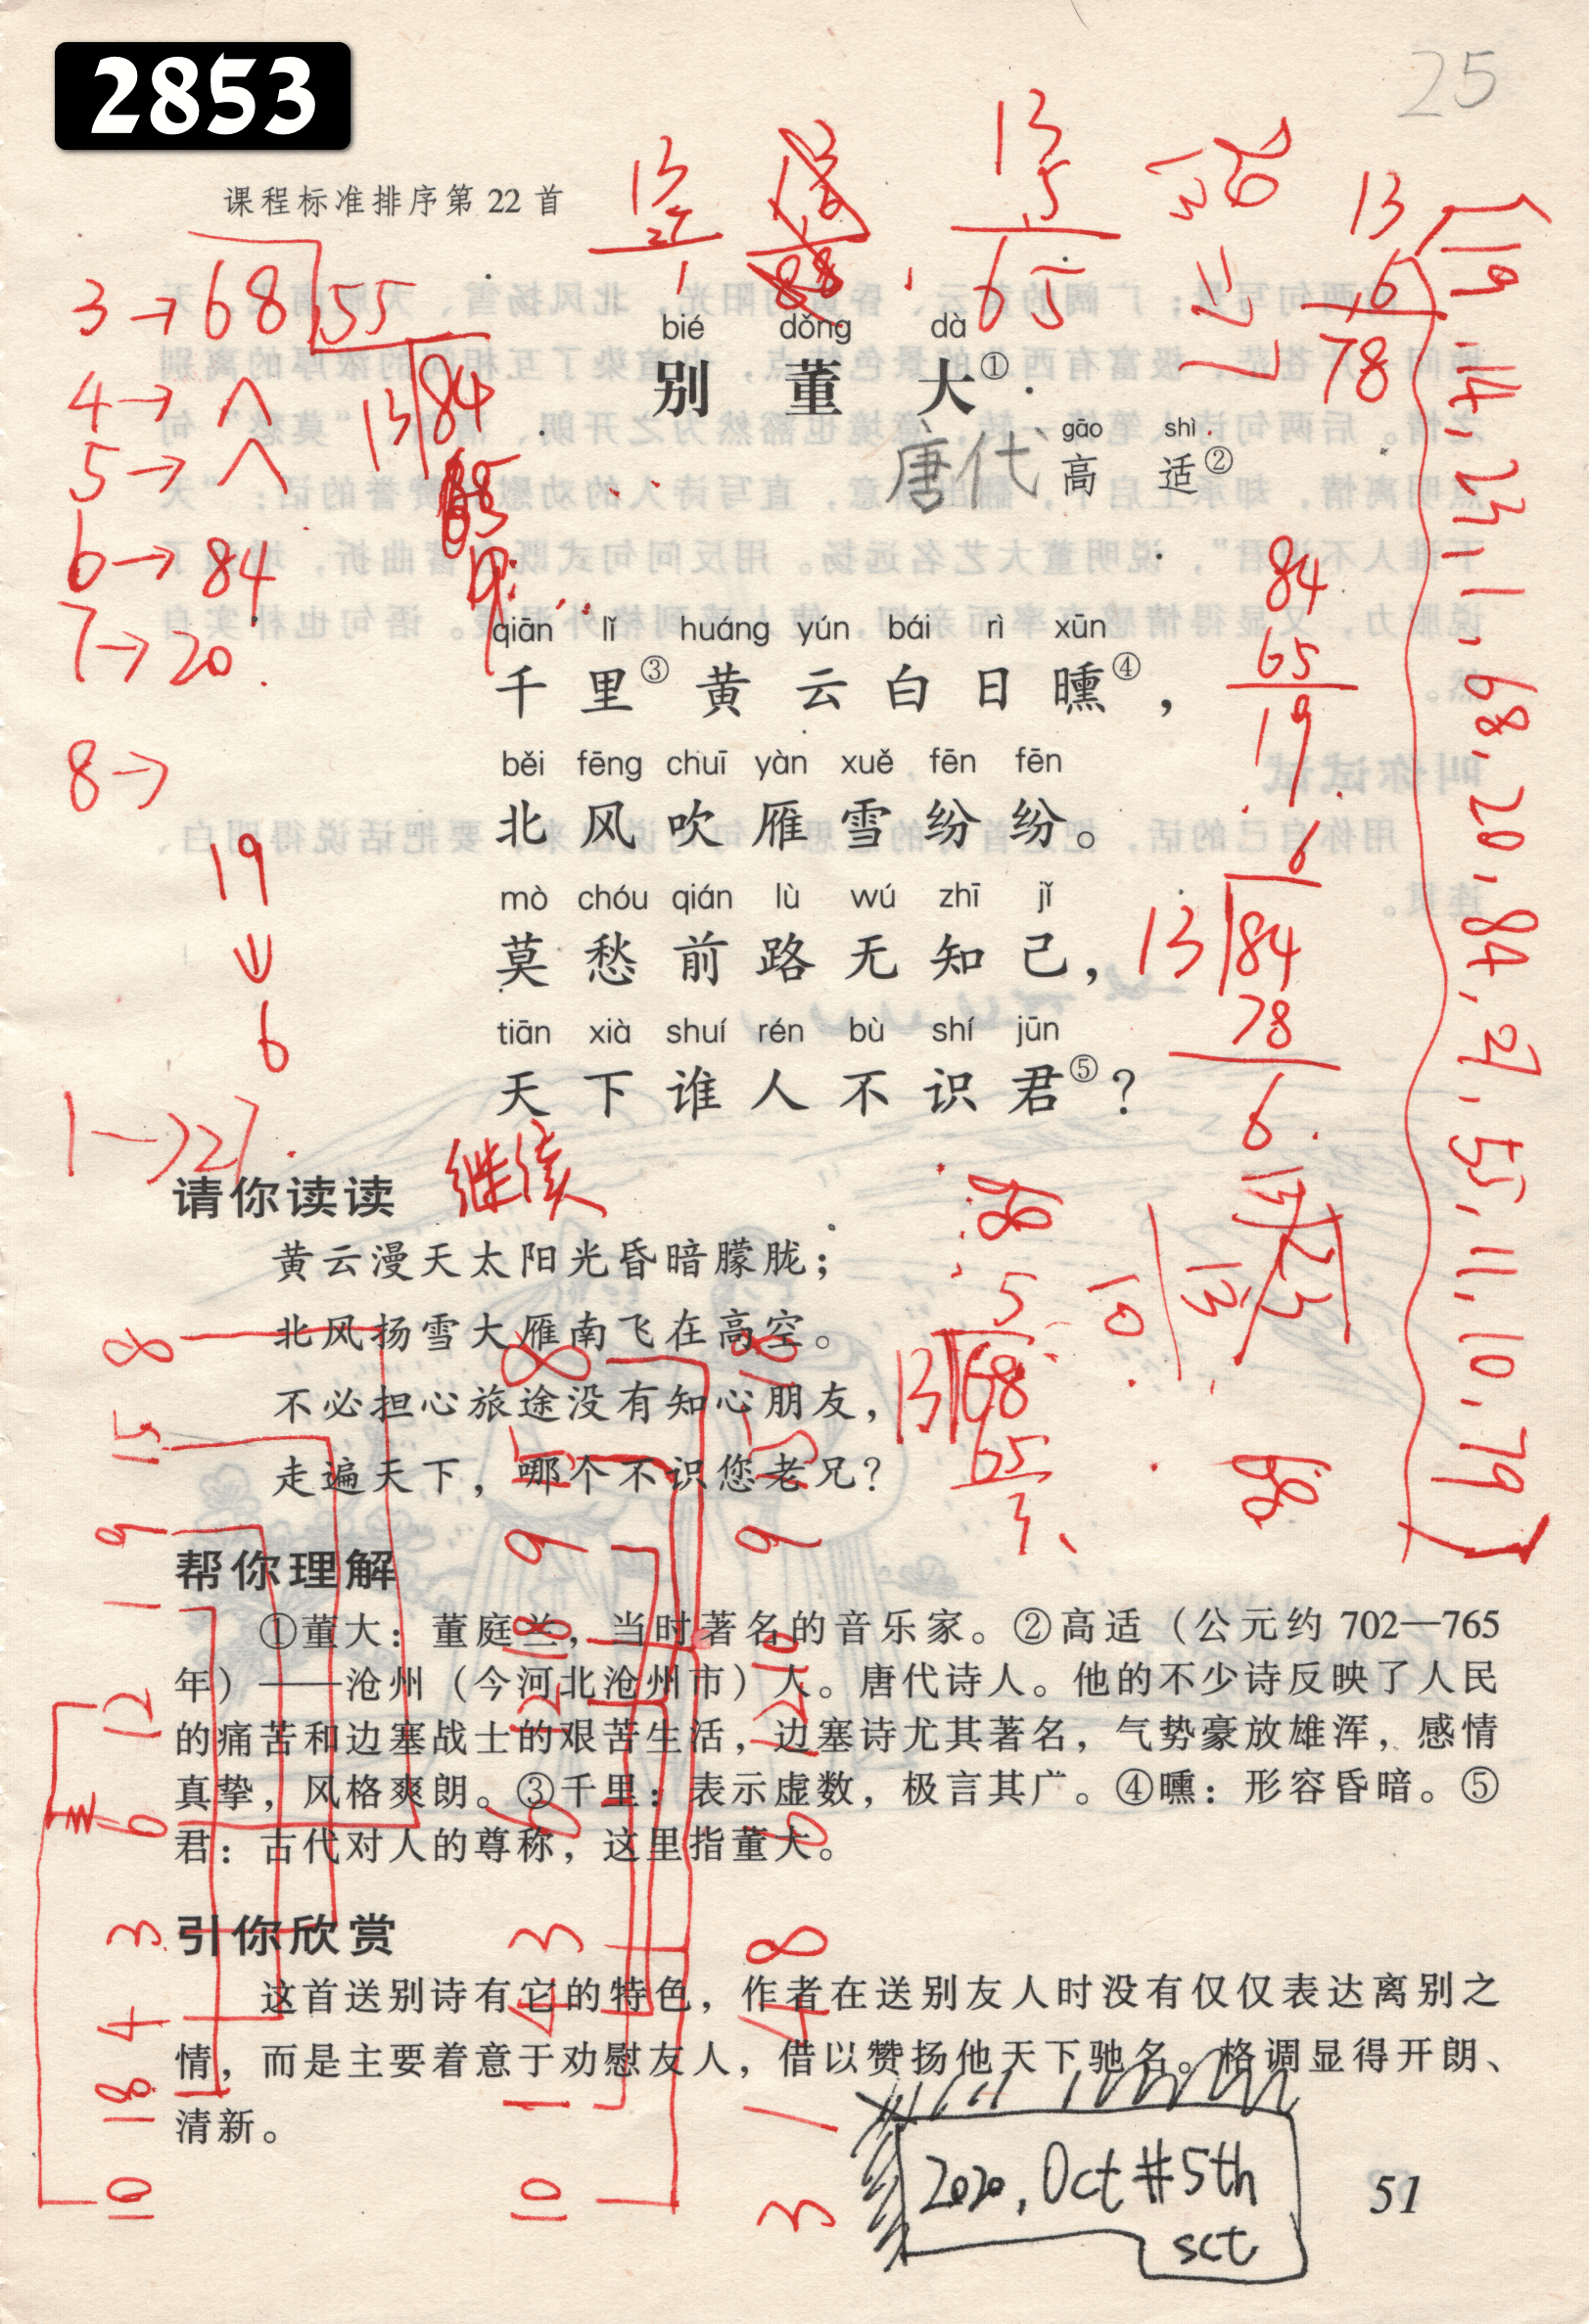 2853
25
课程标准排序第 22 首
bié dǒng dà
别董大①
唐代
gāo shì
高适②
qiān lǐ huáng yún bái rì xūn
千里③黄云白日曛④，
běi fēng chuī yàn xuě fēn fēn
北风吹雁雪纷纷。
mò chóu qián lù wú zhī jǐ
莫愁前路无知己，
tiān xià shuí rén bù shí jūn
天下谁人不识君⑤？
请你读读
继续
黄云漫天太阳光昏暗朦胧；
北风扬雪大雁南飞在高空。
不必担心旅途没有知心朋友，
走遍天下，哪个不识您老兄？
帮你理解
①董大：董庭兰，当时著名的音乐家。②高适（公元约 702—765
年）——沧州（今河北沧州市）人。唐代诗人。他的不少诗反映了人民
的痛苦和边塞战士的艰苦生活，边塞诗尤其著名，气势豪放雄浑，感情
真挚，风格爽朗。③千里：表示虚数，极言其广。④曛：形容昏暗。⑤
君：古代对人的尊称，这里指董大。
引你欣赏
这首送别诗有它的特色，作者在送别友人时没有仅仅表达离别之
情，而是主要着意于劝慰友人，借以赞扬他天下驰名。格调显得开朗、
清新。
3→68
55
4→^
13
84
5→^
6→84
7→20
8→
19
↓
6
1→27
13
5
65
13
6
78
84
65
19
6
13
84
78
6
5
13
68
65
3
19, 14, 23, 1, 68, 20, 84, 27, 55, 11, 10, 79
8
15
9
1
12
6
3
4
18
10
2020, Oct #5th
sct
51